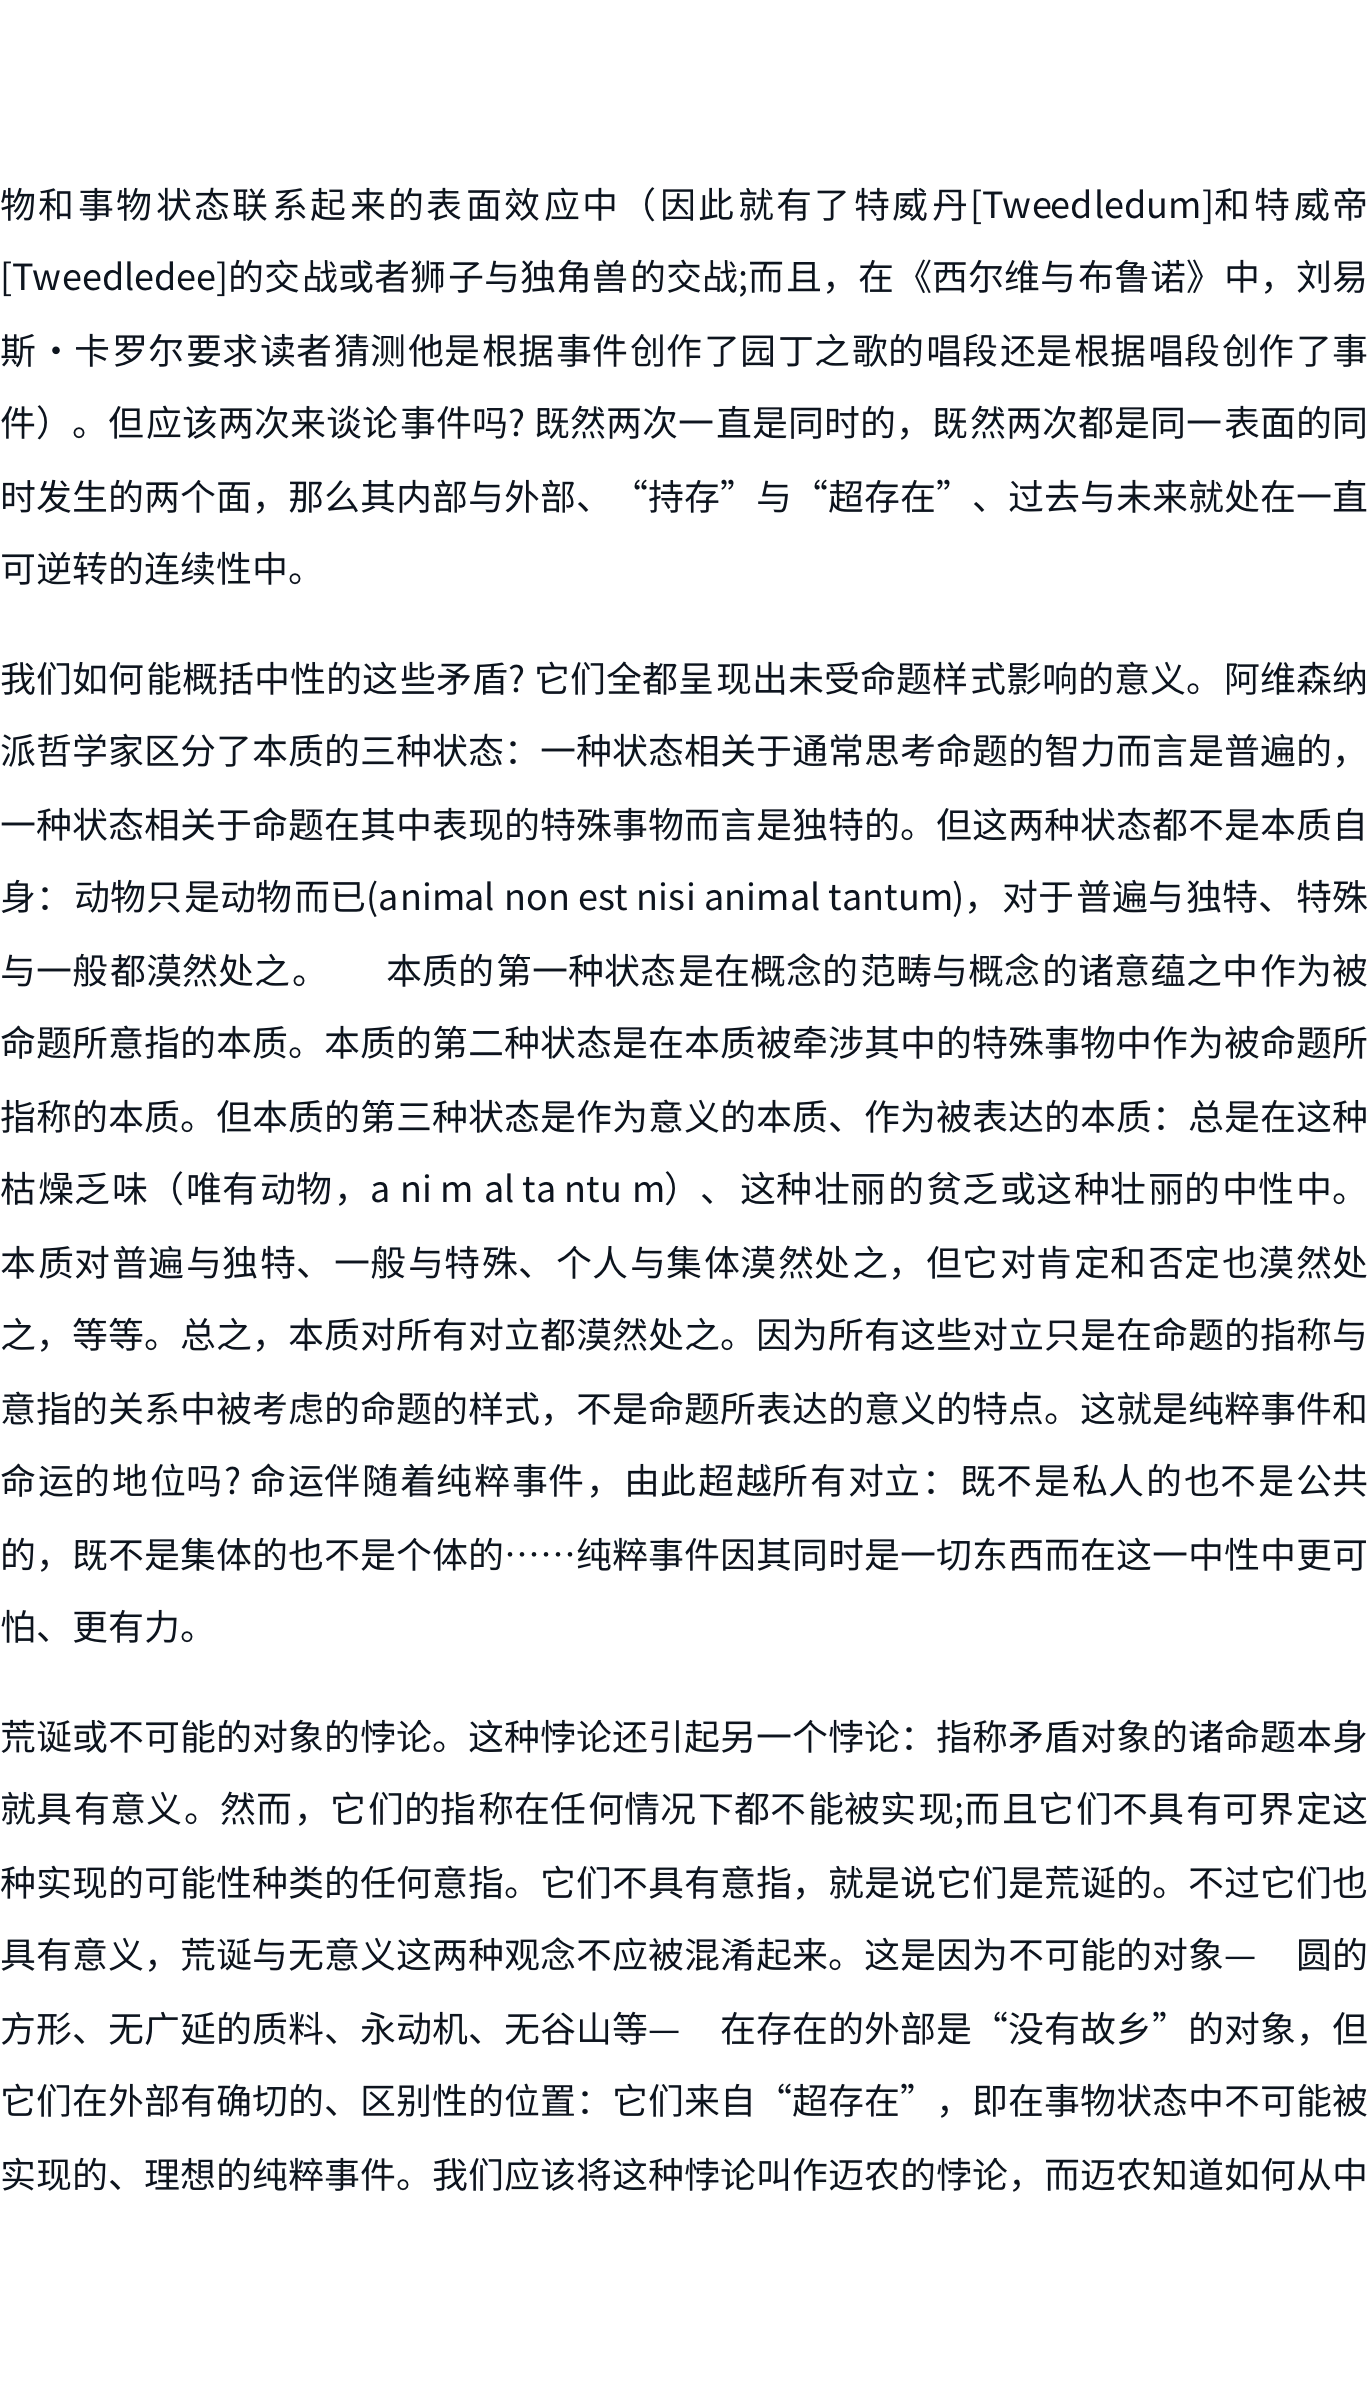 物和事物状态联系起来的表面效应中（因此就有了特威丹[Tweedledum]和特威帝
[Tweedledee]的交战或者狮子与独角兽的交战;而且，在《西尔维与布鲁诺》中，刘易
斯・卡罗尔要求读者猜测他是根据事件创作了园丁之歌的唱段还是根据唱段创作了事
件）。但应该两次来谈论事件吗? 既然两次一直是同时的，既然两次都是同一表面的同
时发生的两个面，那么其内部与外部、“持存”与“超存在”、过去与未来就处在一直
可逆转的连续性中。
我们如何能概括中性的这些矛盾? 它们全都呈现出未受命题样式影响的意义。阿维森纳
派哲学家区分了本质的三种状态：一种状态相关于通常思考命题的智力而言是普遍的，
一种状态相关于命题在其中表现的特殊事物而言是独特的。但这两种状态都不是本质自
身：动物只是动物而已(animal non est nisi animal tantum)，对于普遍与独特、特殊
与一般都漠然处之。　　本质的第一种状态是在概念的范畴与概念的诸意蕴之中作为被
命题所意指的本质。本质的第二种状态是在本质被牵涉其中的特殊事物中作为被命题所
指称的本质。但本质的第三种状态是作为意义的本质、作为被表达的本质：总是在这种
枯燥乏味（唯有动物，a ni m al ta ntu m）、这种壮丽的贫乏或这种壮丽的中性中。
本质对普遍与独特、一般与特殊、个人与集体漠然处之，但它对肯定和否定也漠然处
之，等等。总之，本质对所有对立都漠然处之。因为所有这些对立只是在命题的指称与
意指的关系中被考虑的命题的样式，不是命题所表达的意义的特点。这就是纯粹事件和
命运的地位吗? 命运伴随着纯粹事件，由此超越所有对立：既不是私人的也不是公共
的，既不是集体的也不是个体的……纯粹事件因其同时是一切东西而在这一中性中更可
怕、更有力。
荒诞或不可能的对象的悖论。这种悖论还引起另一个悖论：指称矛盾对象的诸命题本身
就具有意义。然而，它们的指称在任何情况下都不能被实现;而且它们不具有可界定这
种实现的可能性种类的任何意指。它们不具有意指，就是说它们是荒诞的。不过它们也
具有意义，荒诞与无意义这两种观念不应被混淆起来。这是因为不可能的对象—　圆的
方形、无广延的质料、永动机、无谷山等—　在存在的外部是“没有故乡”的对象，但
它们在外部有确切的、区别性的位置：它们来自“超存在”，即在事物状态中不可能被
实现的、理想的纯粹事件。我们应该将这种悖论叫作迈农的悖论，而迈农知道如何从中